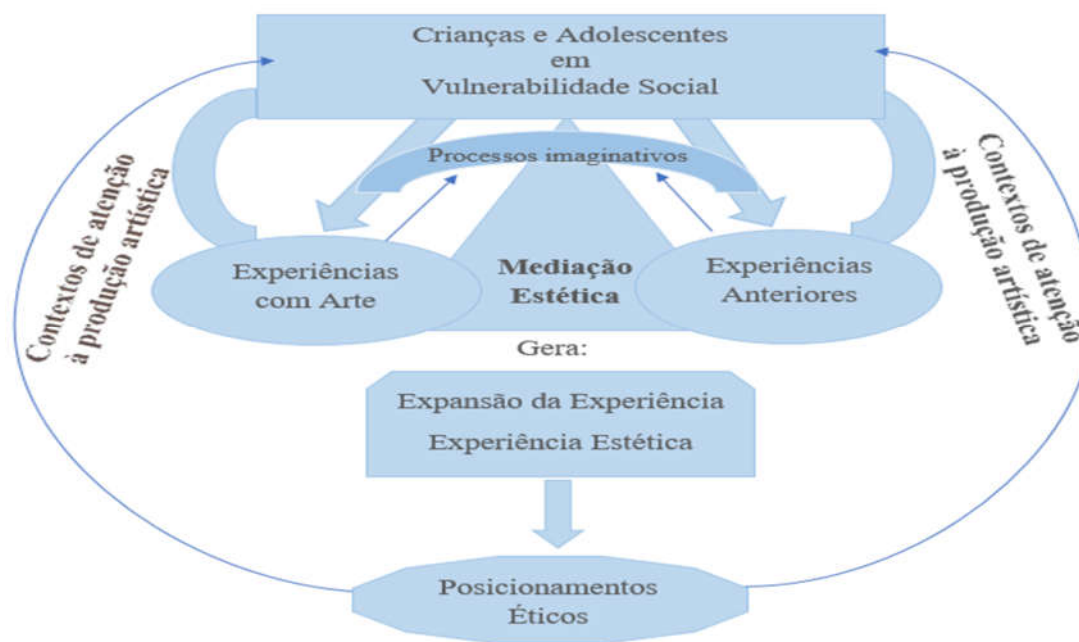 Crianças e Adolescentes
em
Vulnerabilidade Social
Processos imaginativos
Contextos de atenção
à produção artística
Contextos de atenção
à produção artística
Experiências
com Arte
Mediação
Estética
Experiências
Anteriores
Gera:
Expansão da Experiência
Experiência Estética
Posicionamentos
Éticos